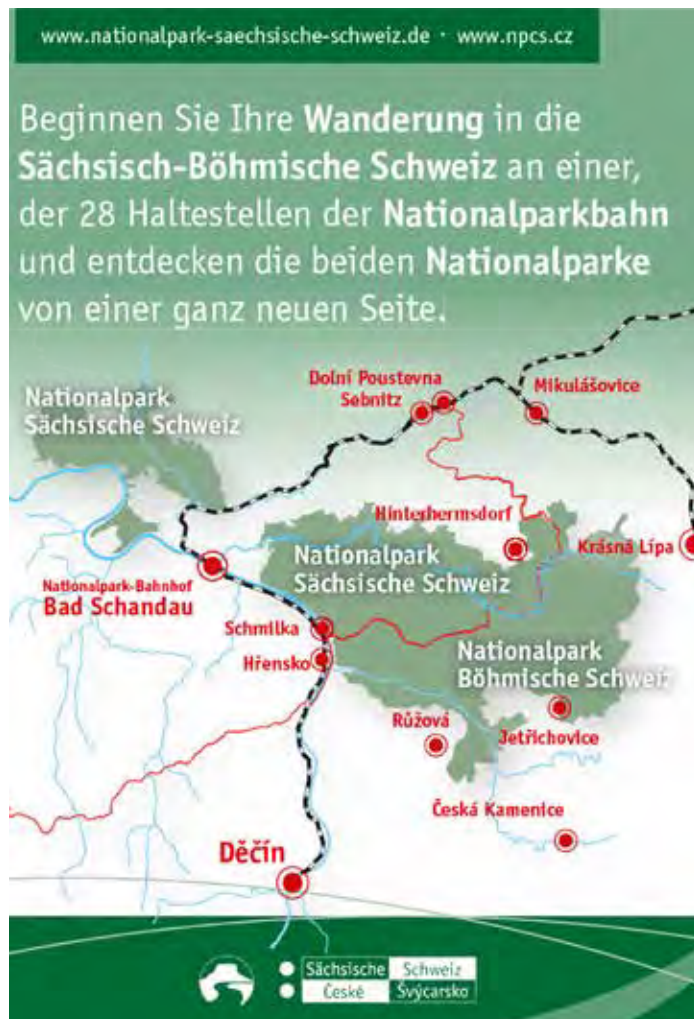 www.nationalpark-saechsische-schweiz.de · www.npcs.cz
Beginnen Sie Ihre Wanderung in die
Sächsisch-Böhmische Schweiz an einer,
der 28 Haltestellen der Nationalparkbahn
und entdecken die beiden Nationalparke
von einer ganz neuen Seite.
Dolní Poustevna
Sebnitz
Mikulášovice
Nationalpark
Sächsische Schweiz
Hinterhermsdorf
Krásná Lípa
Nationalpark
Sächsische Schweiz
Nationalpark-Bahnhof
Bad Schandau
Schmilka
Hřensko
Nationalpark
Böhmische Schweiz
Růžová
Jetřichovice
Česká Kamenice
Děčín
Sächsische Schweiz
České Švýcarsko